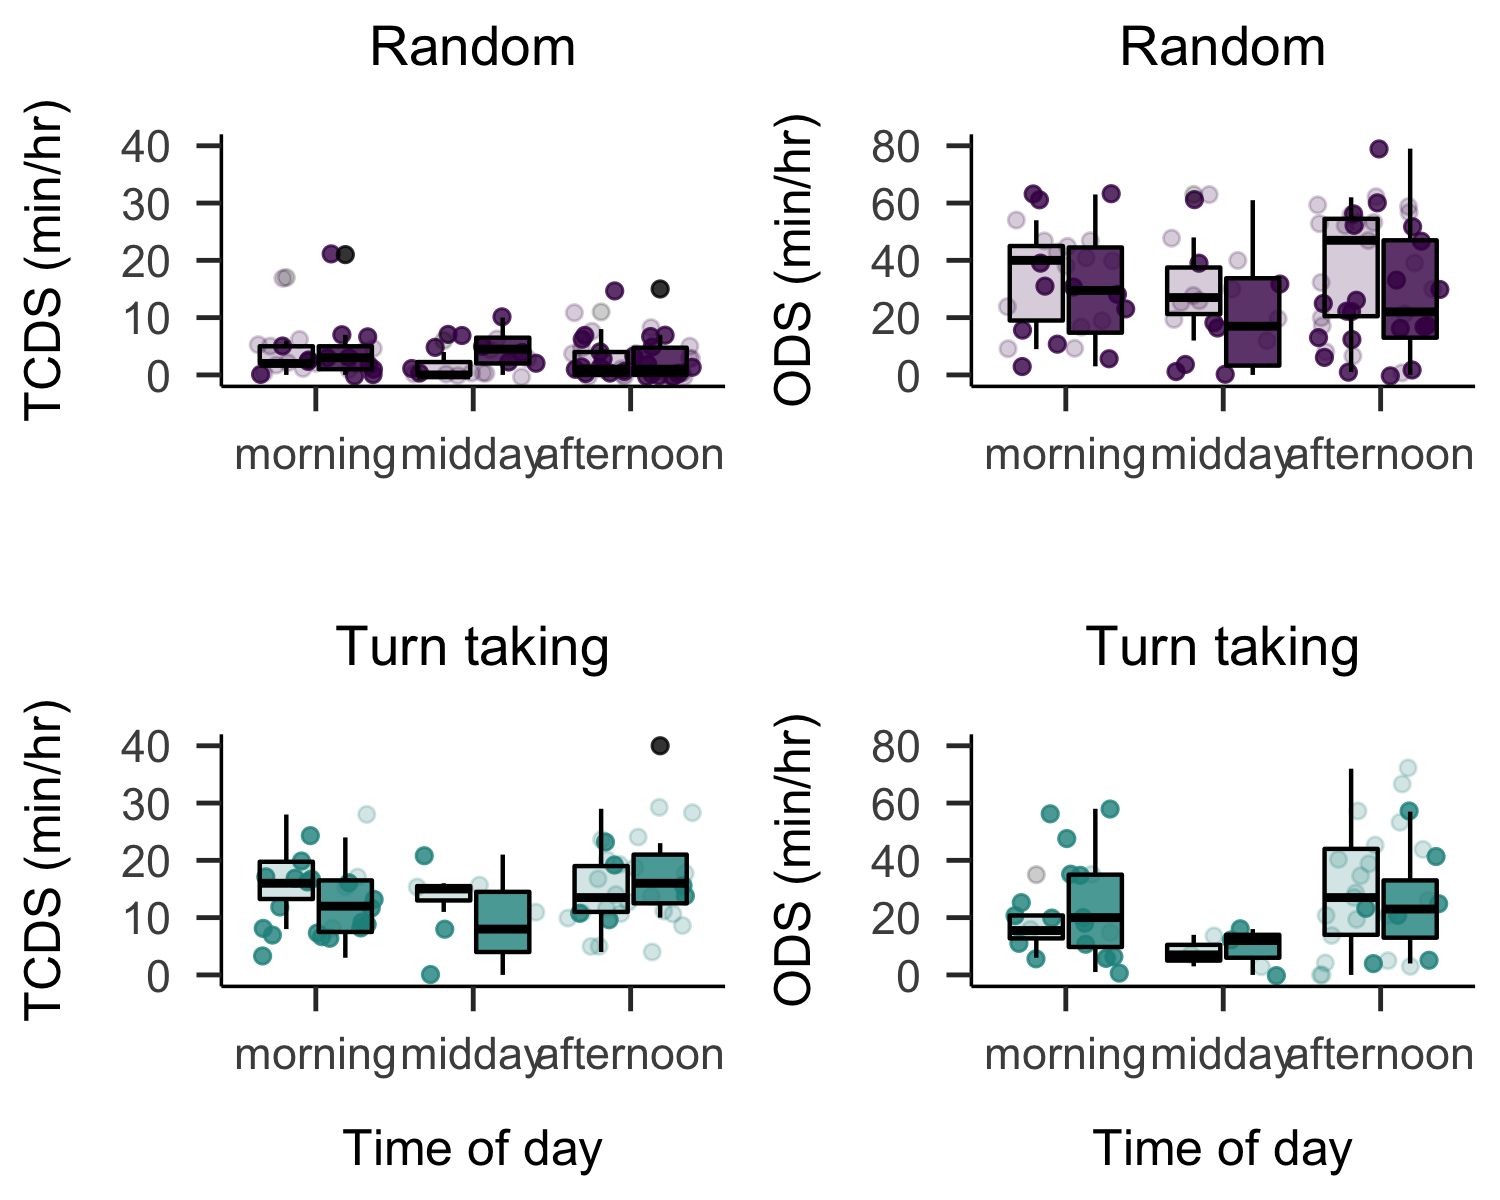 Random
TCDS (min/hr)
40
30
20
10
0
morning midday afternoon
Random
ODS (min/hr)
80
60
40
20
0
morning midday afternoon
Turn taking
TCDS (min/hr)
40
30
20
10
0
morning midday afternoon
Time of day
Turn taking
ODS (min/hr)
80
60
40
20
0
morning midday afternoon
Time of day